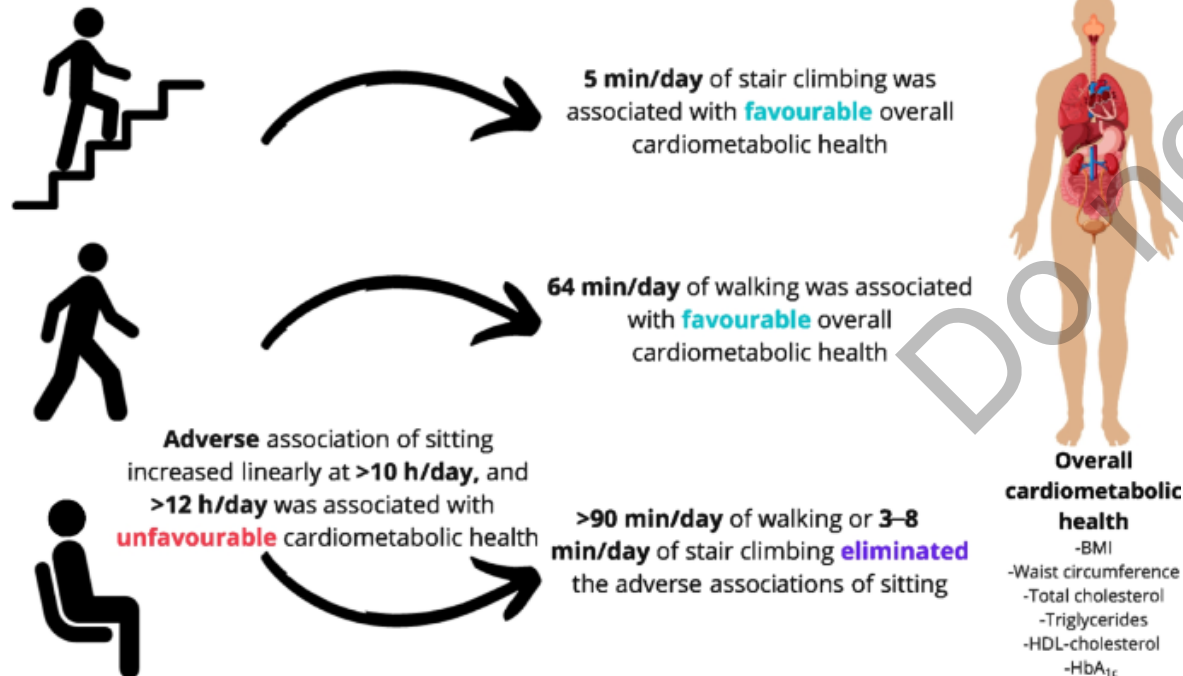 5 min/day of stair climbing was
associated with favourable overall
cardiometabolic health
64 min/day of walking was associated
with favourable overall
cardiometabolic health
Adverse association of sitting
increased linearly at >10 h/day, and
>12 h/day was associated with
unfavourable cardiometabolic health
>90 min/day of walking or 3–8
min/day of stair climbing eliminated
the adverse associations of sitting
Overall
cardiometabolic
health
-BMI
-Waist circumference
-Total cholesterol
-Triglycerides
-HDL-cholesterol
-HbA1c
Do